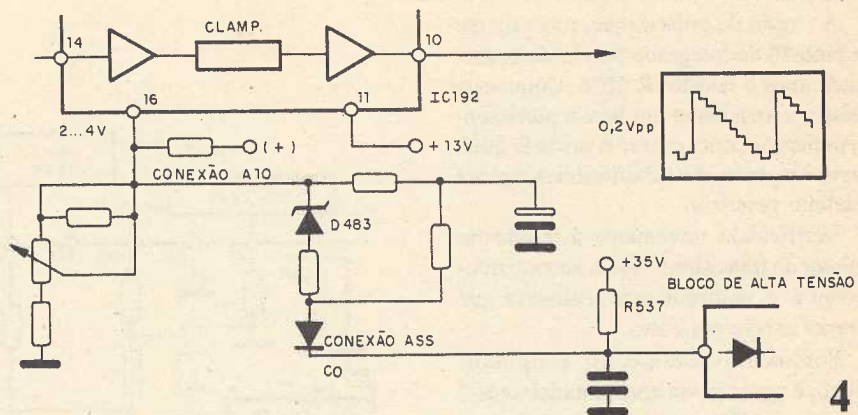 CLAMP.
14
10
16
11
IC192
2...4V
(+)
+13V
0,2Vpp
CONEXÃO A10
D483
+35V
BLOCO DE ALTA TENSÃO
R537
CONEXÃO ASS
CO
4